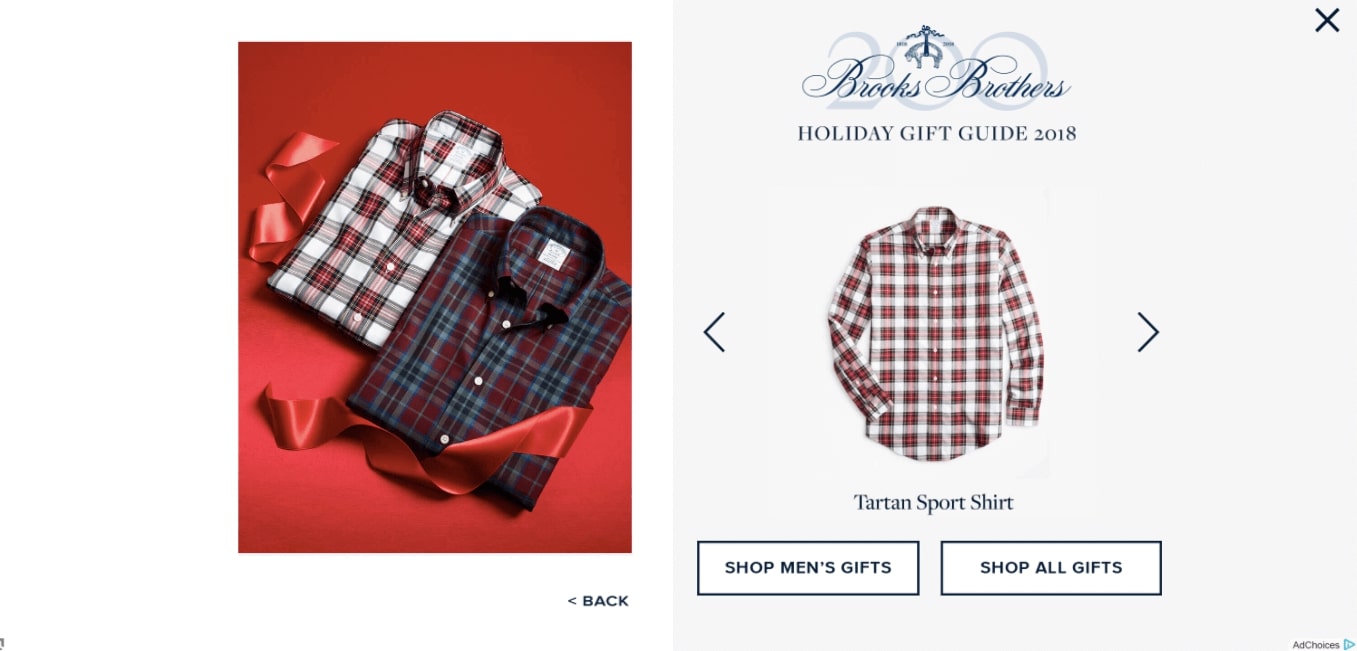 < BACK
200
1818 2018
Brooks Brothers
HOLIDAY GIFT GUIDE 2018
Tartan Sport Shirt
SHOP MEN'S GIFTS
SHOP ALL GIFTS
AdChoices